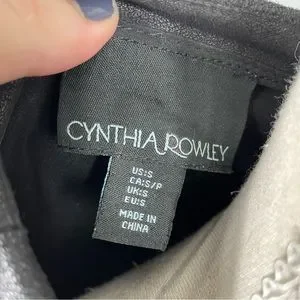 CYNTHIA ROWLEY
US:S
CA:S/P
UK:S
EU:S
MADE IN
CHINA